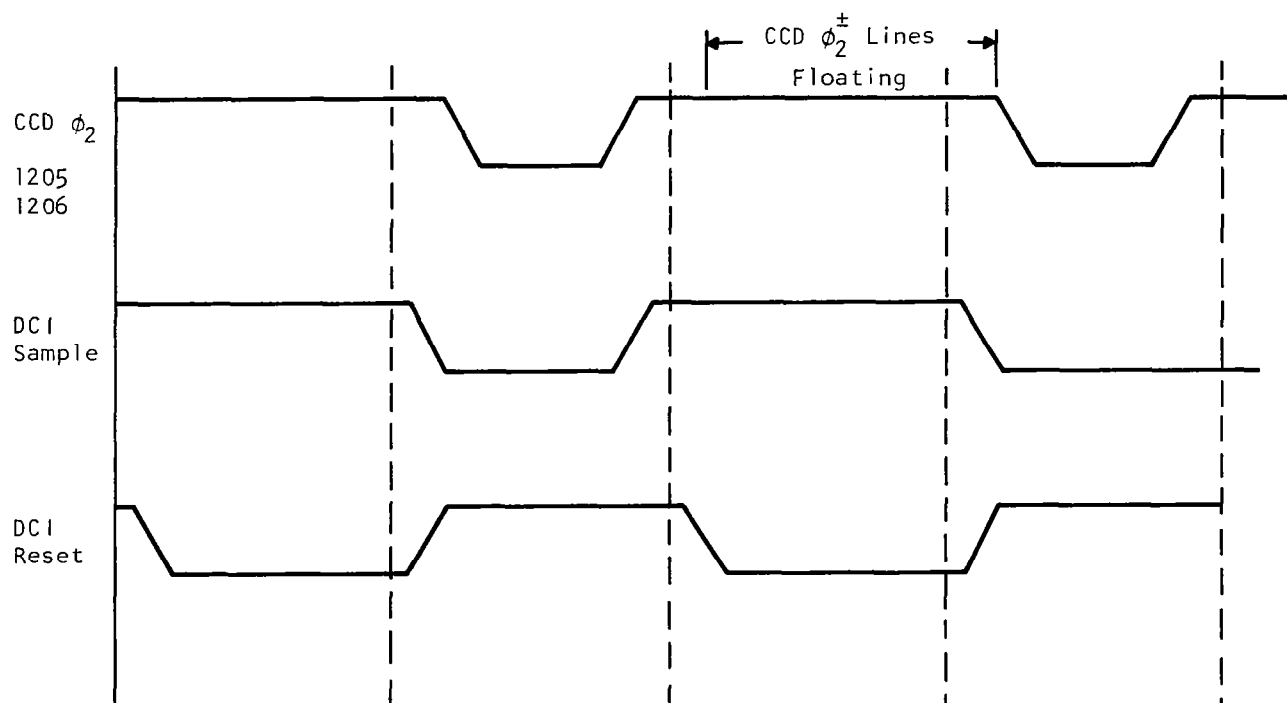 CCD ϕ₂± Lines
Floating
CCD ϕ₂
1205
1206
DCI
Sample
DCI
Reset